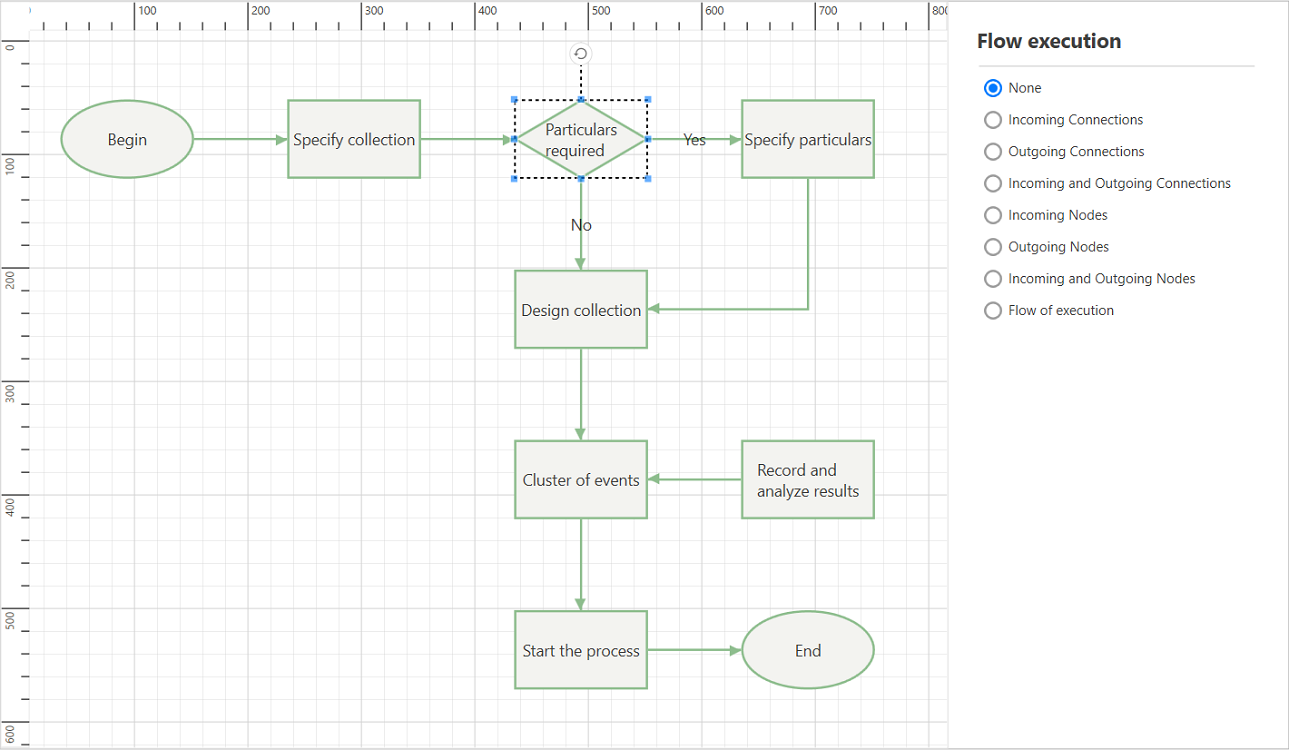 100 200 300 400 500 600 700 800
0
100
200
300
400
500
600
Begin
Specify collection
Particulars
required
Yes
Specify particulars
No
Design collection
Cluster of events
Record and
analyze results
Start the process
End
Flow execution
None
Incoming Connections
Outgoing Connections
Incoming and Outgoing Connections
Incoming Nodes
Outgoing Nodes
Incoming and Outgoing Nodes
Flow of execution